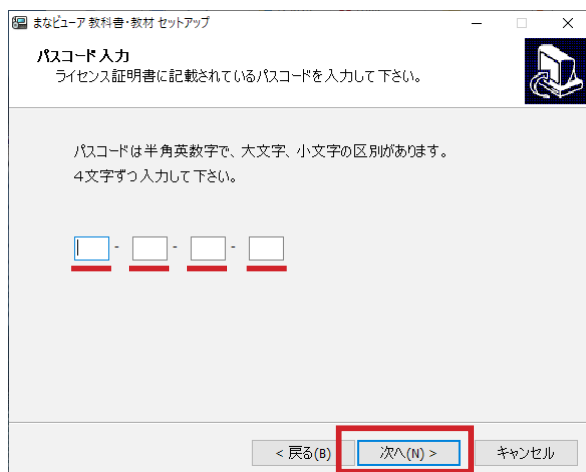 まなビューア 教科書・教材 セットアップ
パスコード入力
ライセンス証明書に記載されているパスコードを入力して下さい。
パスコードは半角英数字で、大文字、小文字の区別があります。
4文字ずつ入力して下さい。
- - -
< 戻る(B) 次へ(N) > キャンセル